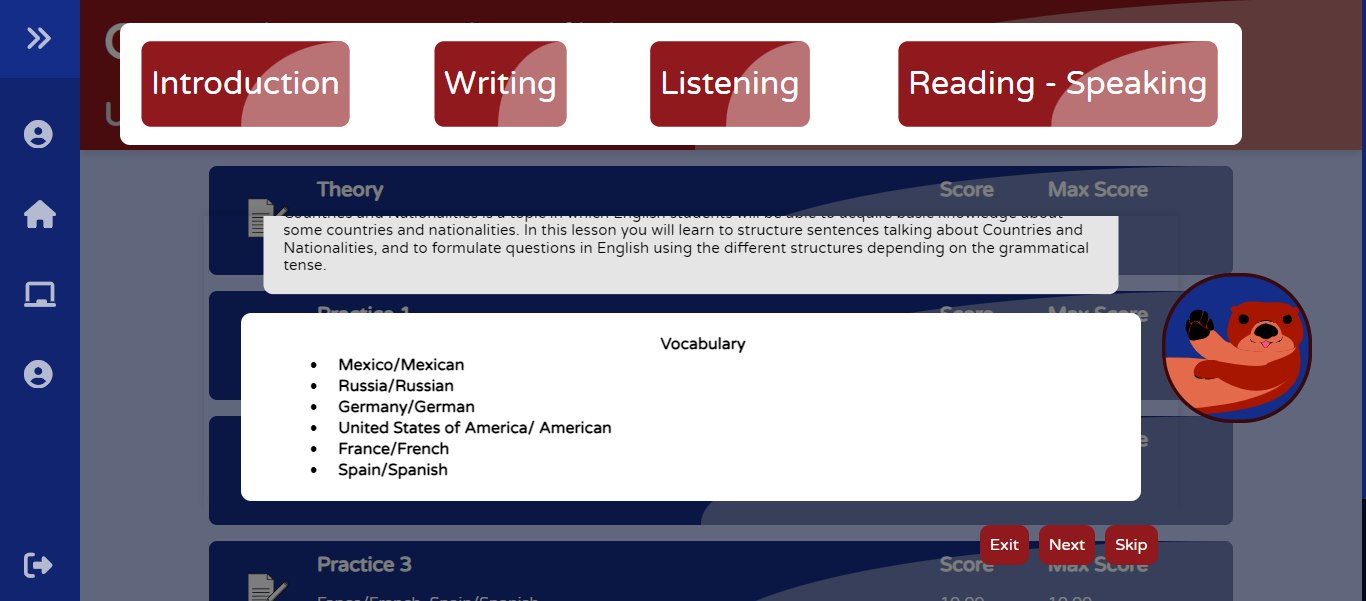 Introduction
Writing
Listening
Reading - Speaking
Theory Score Max Score
Countries and Nationalities is a topic in which English students will be able to acquire basic knowledge about
some countries and nationalities. In this lesson you will learn to structure sentences talking about Countries and
Nationalities, and to formulate questions in English using the different structures depending on the grammatical
tense.
Practice 1 Score Max Score
Vocabulary
• Mexico/Mexican
• Russia/Russian
• Germany/German
• United States of America/ American
• France/French
• Spain/Spanish
Exit
Next
Skip
Practice 3 Score Max Score
10.00 10.00